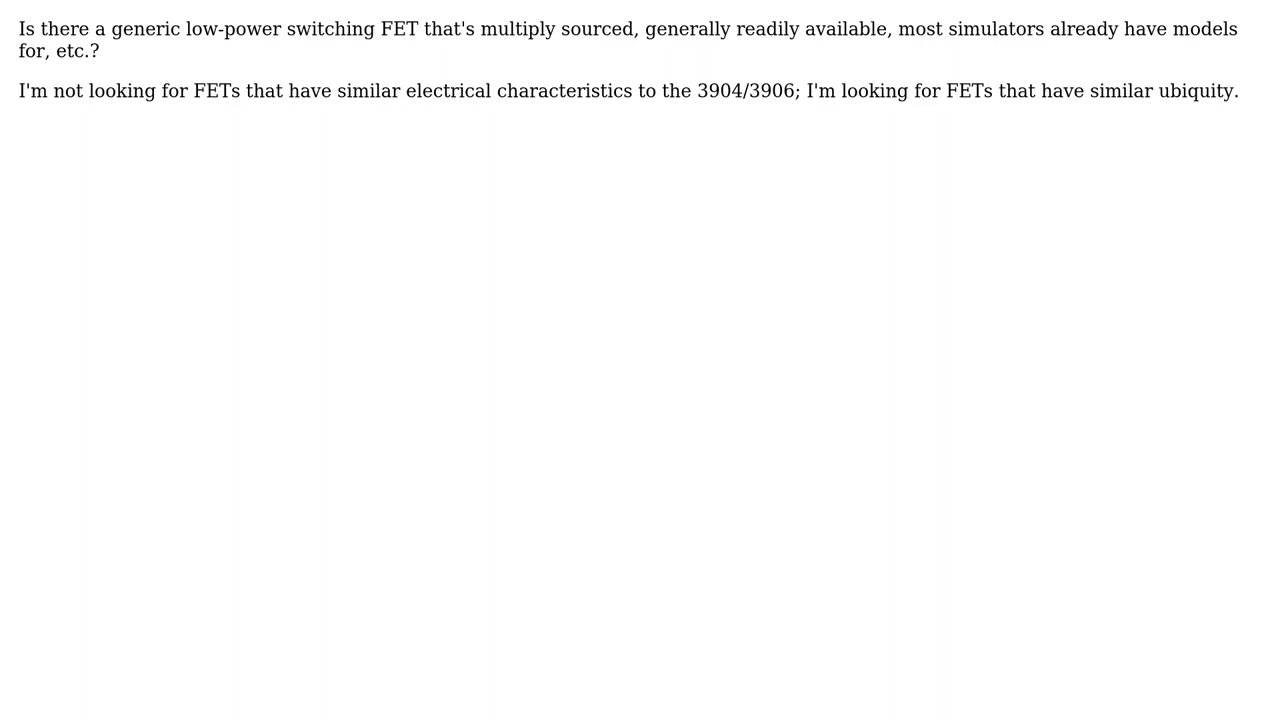 Is there a generic low-power switching FET that's multiply sourced, generally readily available, most simulators already have models
for, etc.?
I'm not looking for FETs that have similar electrical characteristics to the 3904/3906; I'm looking for FETs that have similar ubiquity.